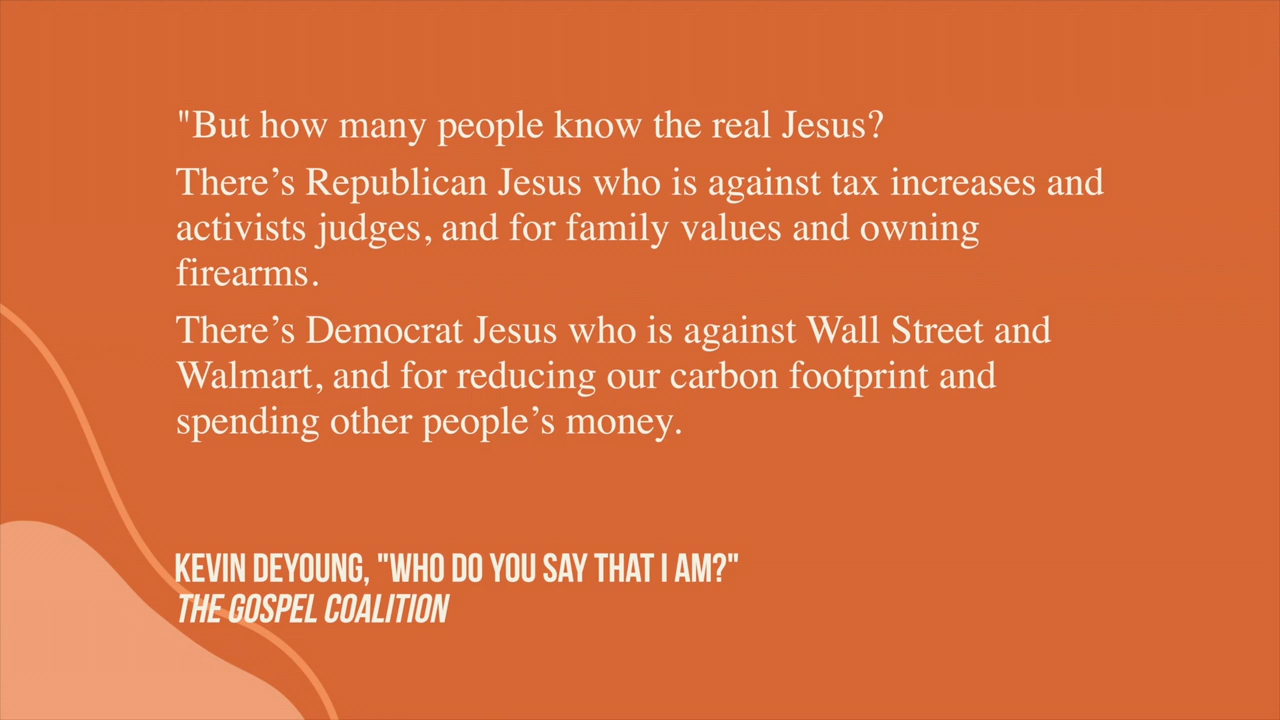 "But how many people know the real Jesus?
There’s Republican Jesus who is against tax increases and
activists judges, and for family values and owning
firearms.
There’s Democrat Jesus who is against Wall Street and
Walmart, and for reducing our carbon footprint and
spending other people’s money.
KEVIN DEYOUNG, "WHO DO YOU SAY THAT I AM?"
THE GOSPEL COALITION